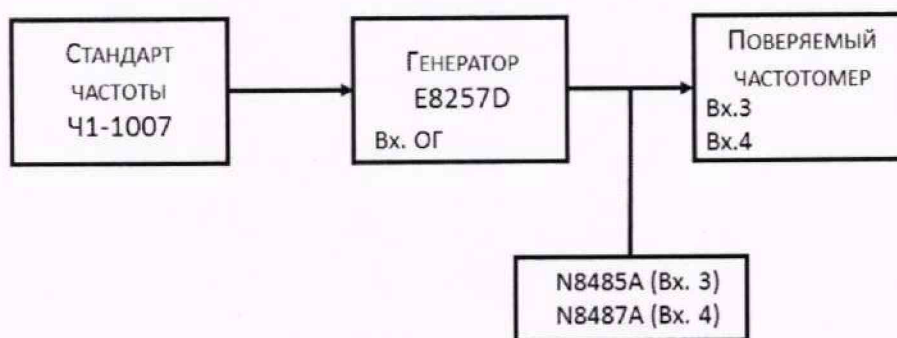 Стандарт
частоты
Ч1-1007
Генератор
E8257D
Вх. ОГ
Поверяемый
частотомер
Вх.3
Вх.4
N8485A (Вх. 3)
N8487A (Вх. 4)